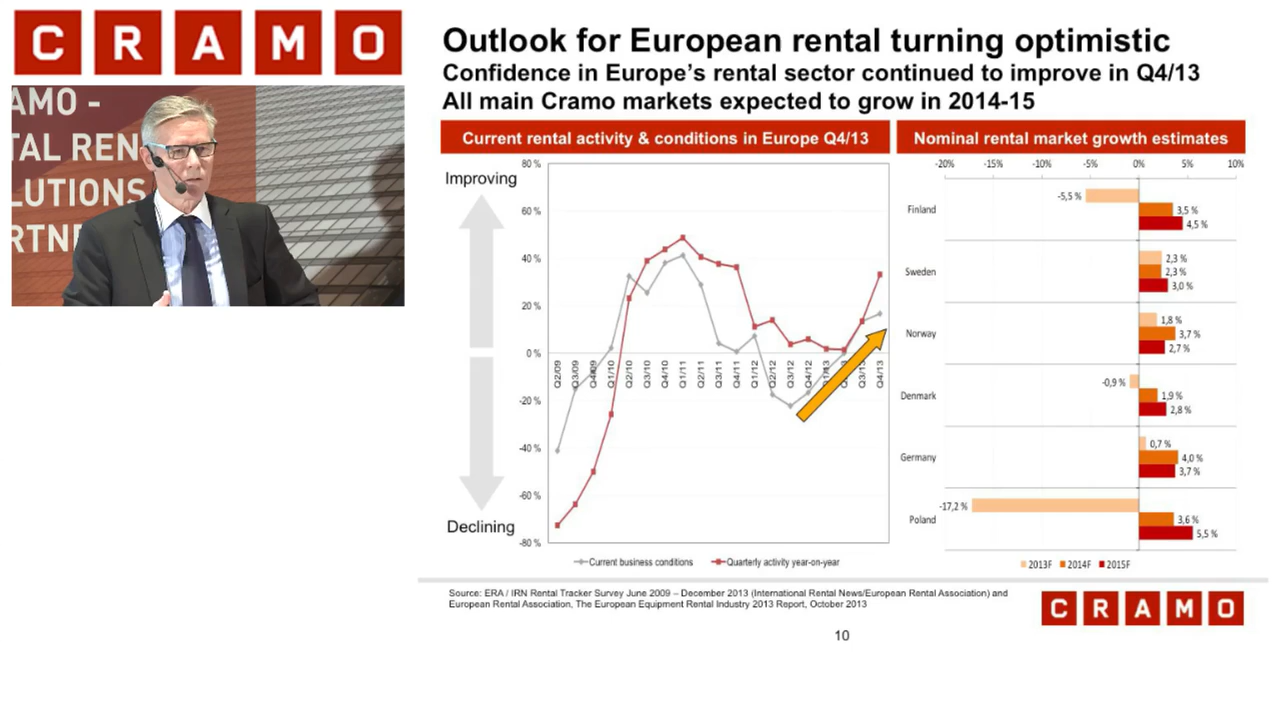 CRAMO
AMO -
TAL REN
LUTIONS
RTNE
Outlook for European rental turning optimistic
Confidence in Europe's rental sector continued to improve in Q4/13
All main Cramo markets expected to grow in 2014-15
Current rental activity & conditions in Europe Q4/13
Improving
Declining
80 %
60 %
40 %
20 %
0 %
-20 %
-40 %
-60 %
-80 %
Q2/09 Q3/09 Q4/09 Q1/10 Q2/10 Q3/10 Q4/10 Q1/11 Q2/11 Q3/11 Q4/11 Q1/12 Q2/12 Q3/12 Q4/12 Q1/13 Q3/13 Q4/13
Current business conditions Quarterly activity year-on-year
Nominal rental market growth estimates
-20% -15% -10% -5% 0% 5% 10%
Finland
-5,5 %
3,5 %
4,5 %
Sweden
2,3 %
2,3 %
3,0 %
Norway
1,8 %
3,7 %
2,7 %
Denmark
-0,9 %
1,9 %
2,8 %
Germany
0,7 %
4,0 %
3,7 %
Poland
-17,2 %
3,6 %
5,5 %
2013F 2014F 2015F
Source: ERA / IRN Rental Tracker Survey June 2009 – December 2013 (International Rental News/European Rental Association) and
European Rental Association, The European Equipment Rental Industry 2013 Report, October 2013
CRAMO
10